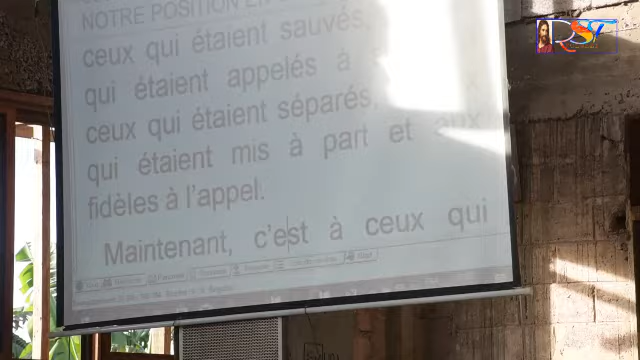 NOTRE POSITION EN
ceux qui étaient sauvés,
qui étaient appelés à
ceux qui étaient séparés,
qui étaient mis à part et aux
fidèles à l'appel.
Maintenant, c'est à ceux qui